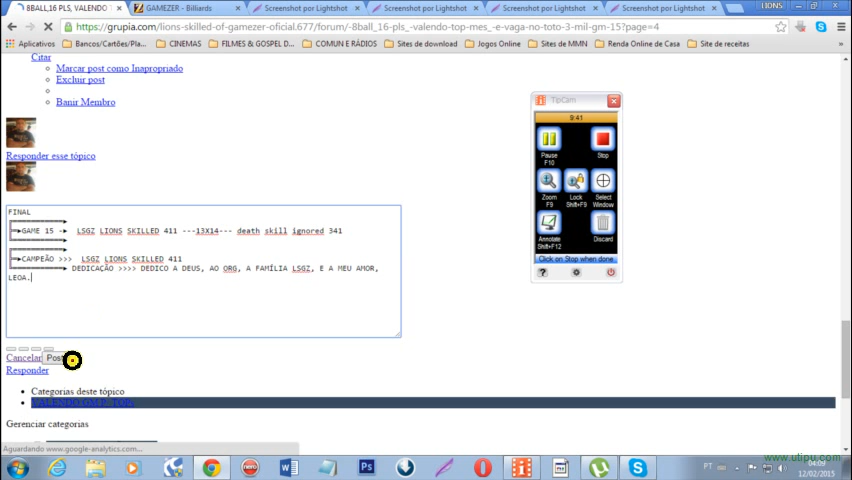 8BALL,16 PLS, VALENDO T
GAMEZER - Billiards
Screenshot por Lightshot
Screenshot por Lightshot
Screenshot por Lightshot
Screenshot por Lightshot
LIONS
https://grupia.com/lions-skilled-of-gamezer-oficial.677/forum/-8ball_16-pls_-valendo-top-mes_-e-vaga-no-toto-3-mil-gm-15?page=4
Aplicativos
Bancos/Cartões/Pla...
CINEMAS
FILMES & GOSPEL D...
COMUN E RÁDIOS
Sites de download
Jogos Online
Sites de MMN
Renda Online de Casa
Site de receitas
Citar
Marcar post como Inapropriado
Excluir post
Banir Membro
Responder esse tópico
FINAL
GAME 15 -► LSGZ LIONS SKILLED 411 ---13X14--- death skill ignored 341
CAMPEÃO >>> LSGZ LIONS SKILLED 411
DEDICAÇÃO >>>> DEDICO A DEUS, AO ORG, A FAMÍLIA LSGZ, E A MEU AMOR,
LEOA.
Cancelar Post
Responder
Categorias deste tópico
VALENDO GM P. TOP:
Gerenciar categorias
Aguardando www.google-analytics.com...
TipCam
9:41
Pause
F10
Stop
Zoom
F9
Lock
Shift+F9
Select
Window
Annotate
Shift+F12
Discard
Click on Stop when done
PT
04:09
12/02/2015
www.utipu.com